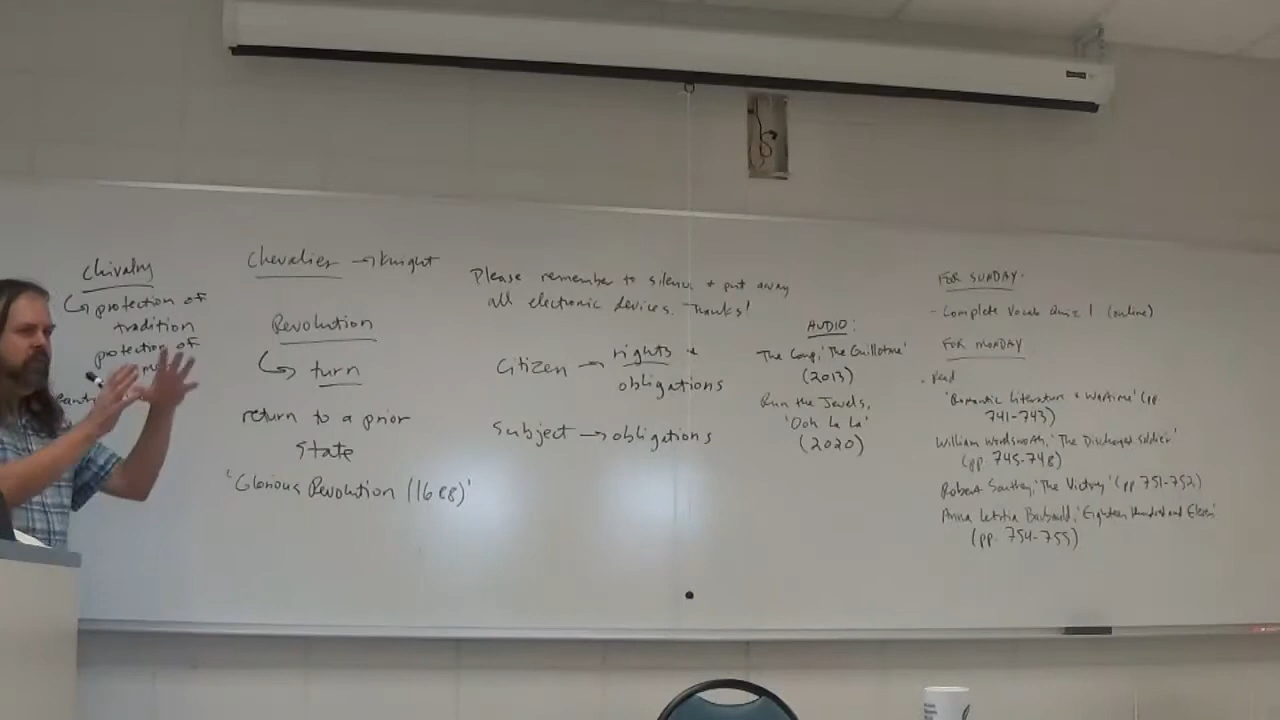 Chivalry
protection of
tradition
protection of
Chevalier → Knight
Revolution
turn
return to a prior
state
'Glorious Revolution (1688)'
Please remember to silence + put away
all electronic devices. Thanks!
Citizen → rights +
obligations
Subject → obligations
AUDIO:
The Coup, 'The Guillotine'
(2013)
Run the Jewels,
'Ooh La La'
(2020)
FOR SUNDAY:
- Complete Vocab Quiz 1 (online)
FOR MONDAY
- read
'Romantic Literature + Wartime' (pp.
741-743)
William Wordsworth, 'The Discharged Soldier'
(pp. 745-748)
Robert Southey, 'The Victory' (pp 751-752)
Anna Letitia Barbauld, 'Eighteen Hundred and Eleven'
(pp. 754-755)